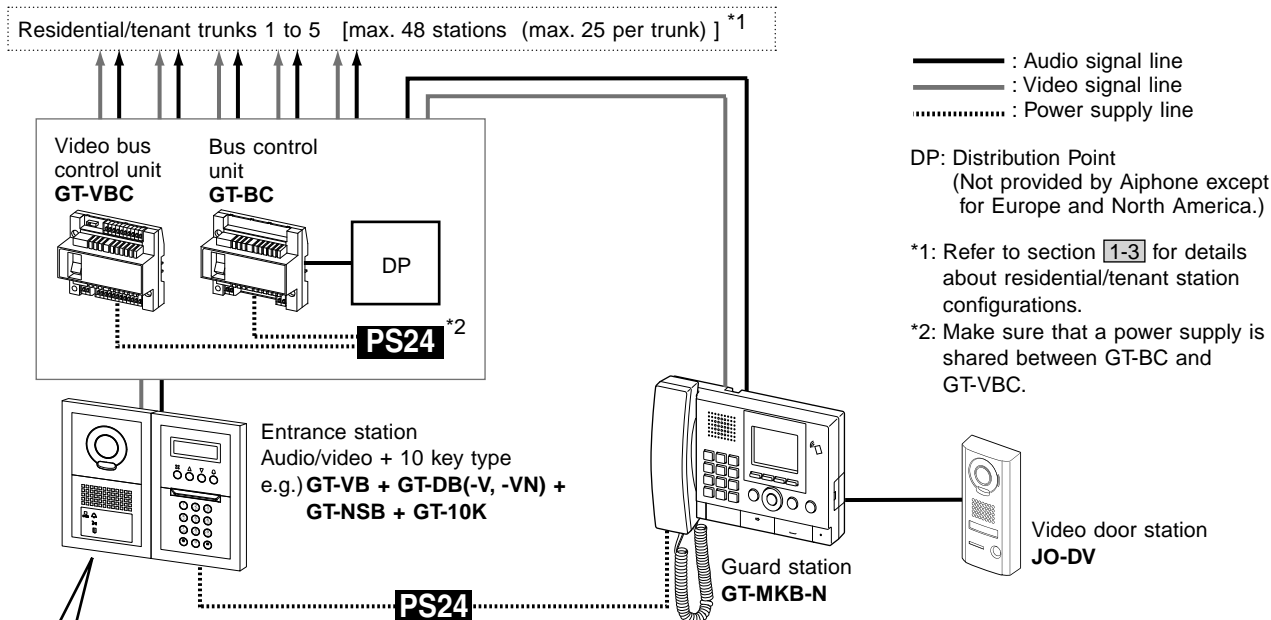 Residential/tenant trunks 1 to 5 [max. 48 stations (max. 25 per trunk) ] *1
: Audio signal line
: Video signal line
: Power supply line
DP: Distribution Point
(Not provided by Aiphone except
for Europe and North America.)
*1: Refer to section 1-3 for details
about residential/tenant station
configurations.
*2: Make sure that a power supply is
shared between GT-BC and
GT-VBC.
Video bus
control unit
GT-VBC
Bus control
unit
GT-BC
DP
PS24 *2
Entrance station
Audio/video + 10 key type
e.g.) GT-VB + GT-DB(-V, -VN) +
GT-NSB + GT-10K
Guard station
GT-MKB-N
Video door station
JO-DV
PS24